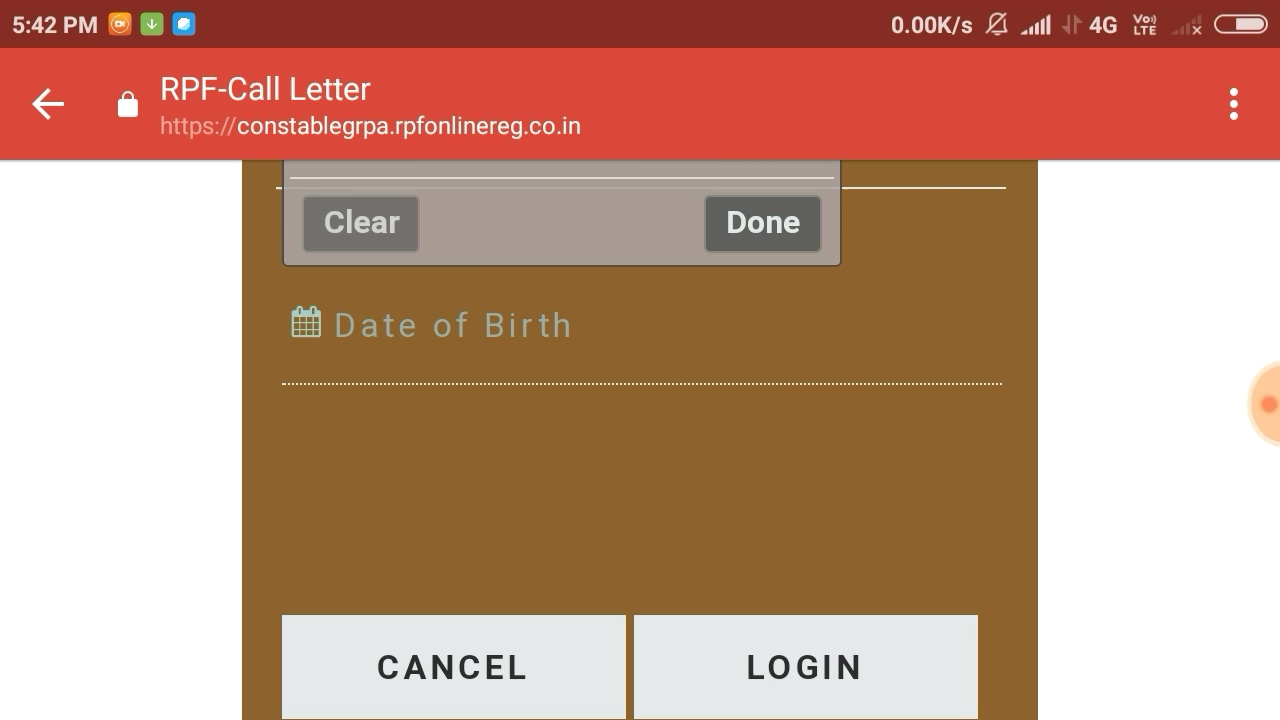 5:42 PM 0.00K/s 4G Vo) LTE
RPF-Call Letter
https://constablegrpa.rpfonlinereg.co.in
Clear Done
Date of Birth
CANCEL LOGIN